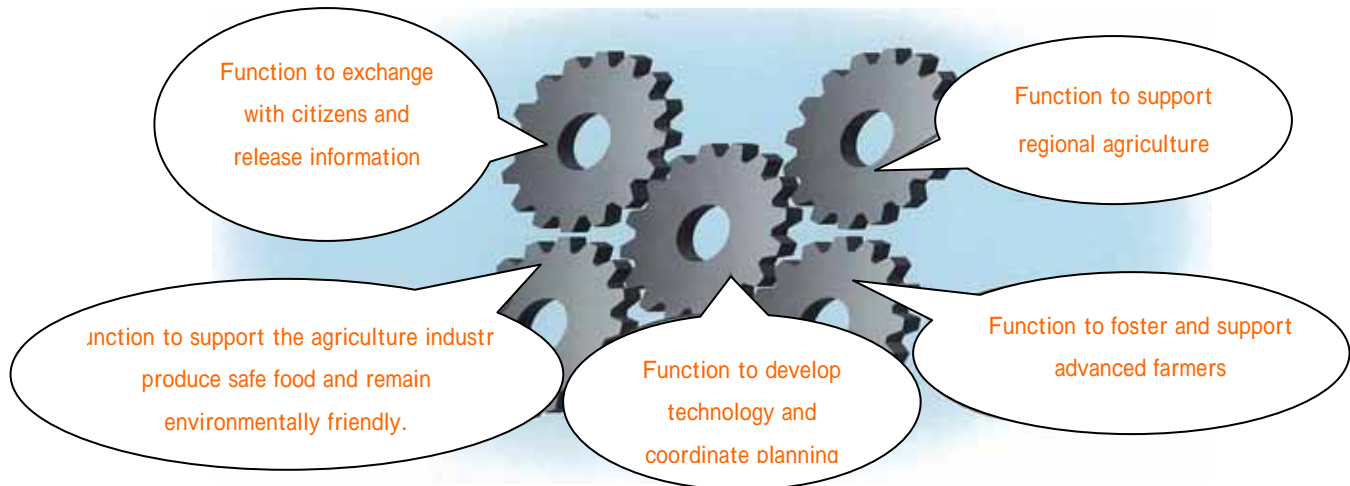 Function to exchange
with citizens and
release information
Function to support
regional agriculture
unction to support the agriculture industr
produce safe food and remain
environmentally friendly.
Function to develop
technology and
coordinate planning
Function to foster and support
advanced farmers